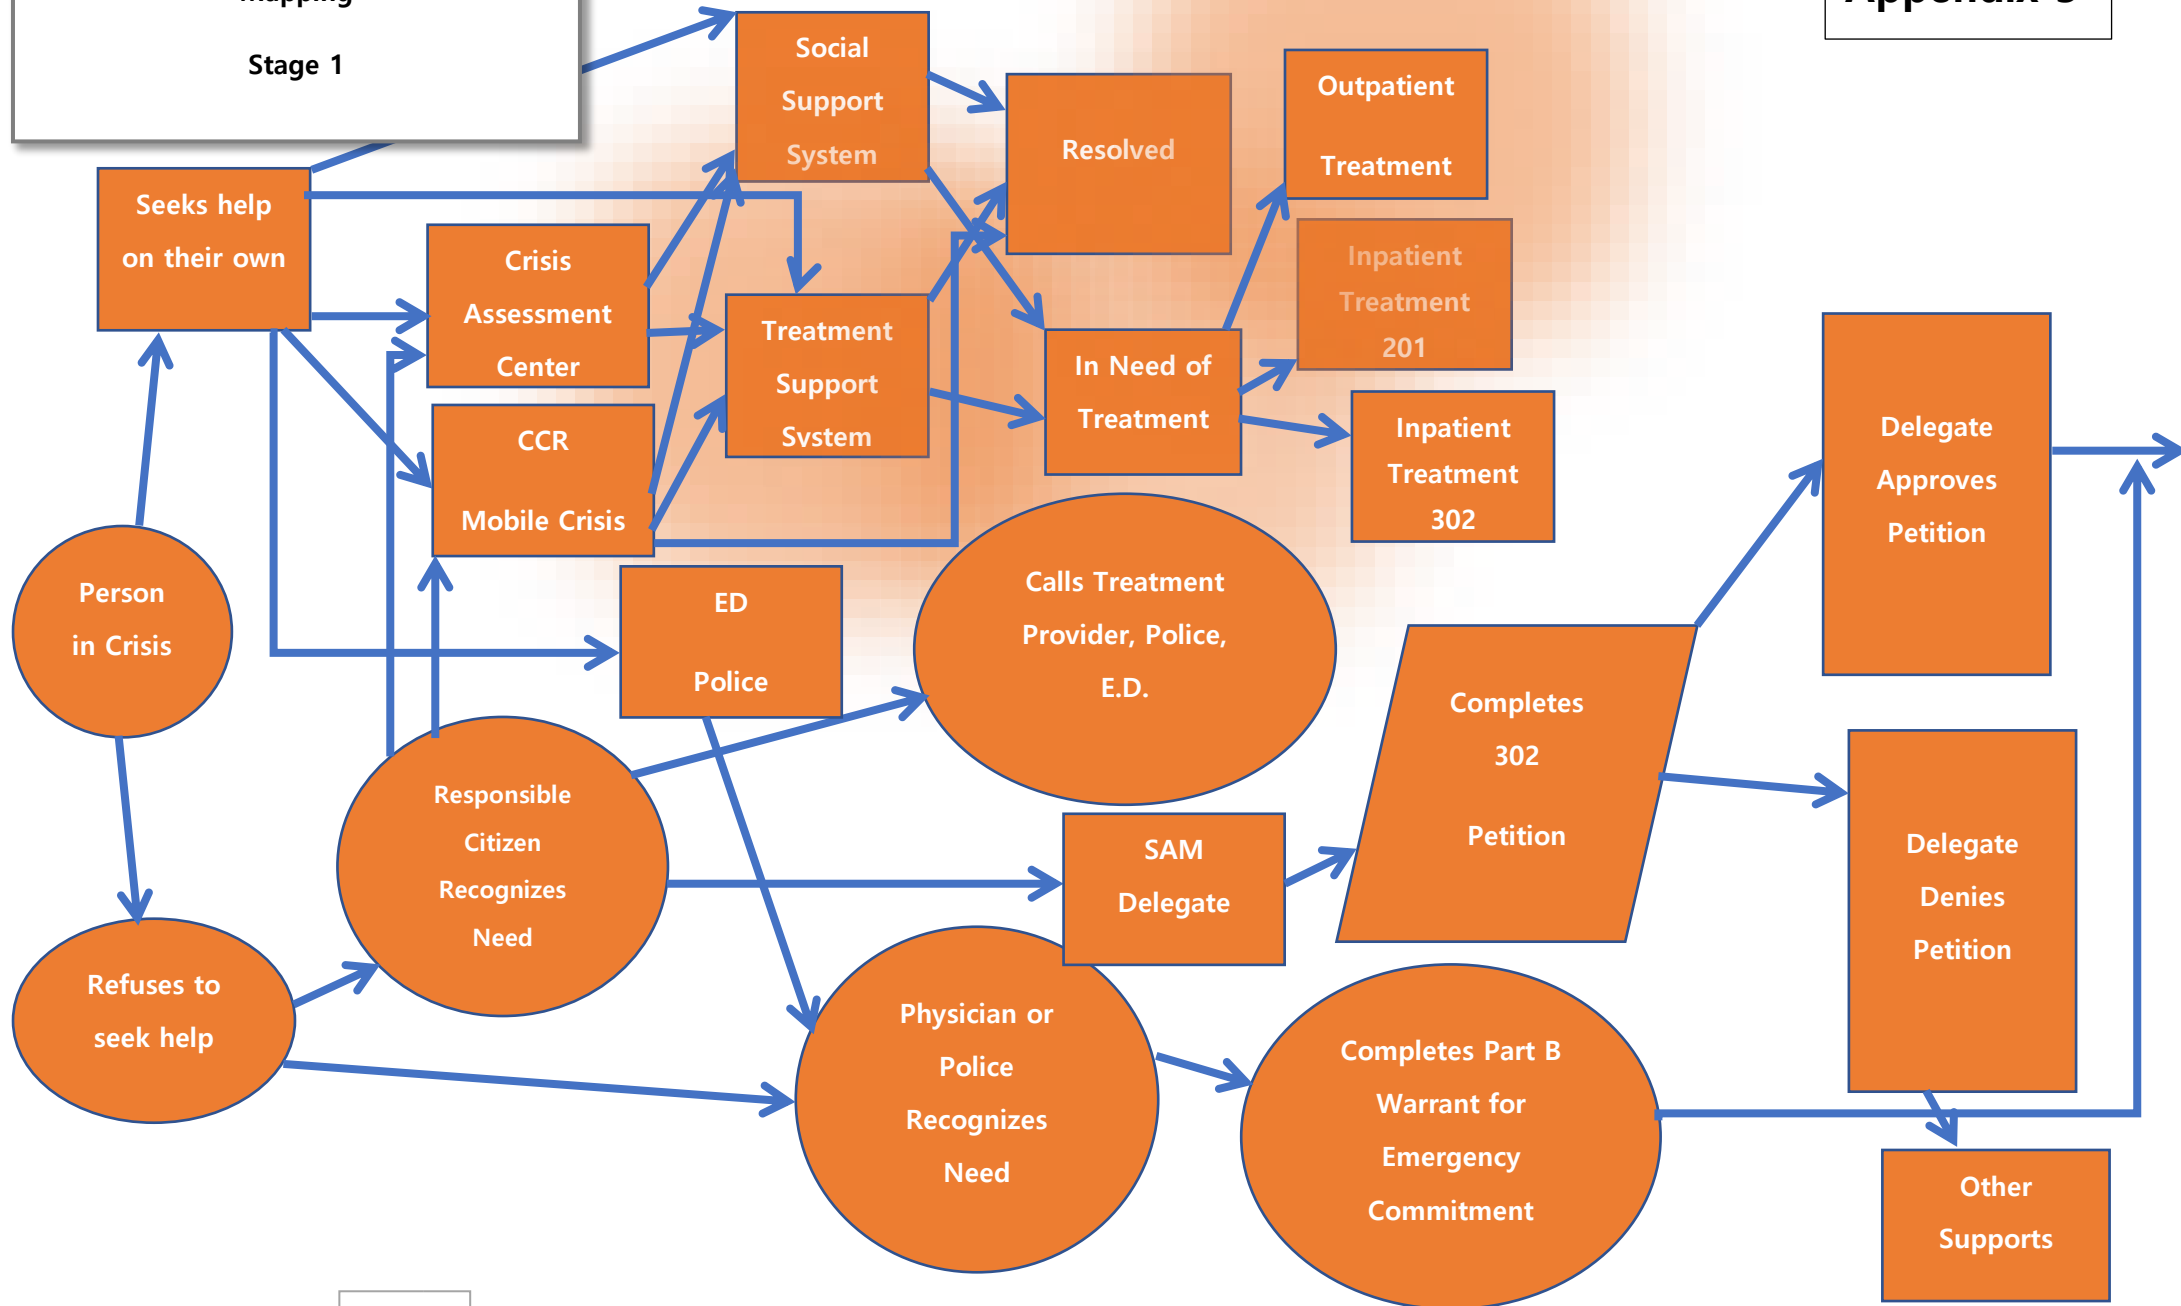 Mapping
Stage 1
Appendix
Social
Support
System
Resolved
Outpatient
Treatment
Inpatient
Treatment
201
Seeks help
on their own
Crisis
Assessment
Center
Treatment
Support
System
In Need of
Treatment
Inpatient
Treatment
302
CCR
Mobile Crisis
Delegate
Approves
Petition
Person
in Crisis
ED
Police
Calls Treatment
Provider, Police,
E.D.
Completes
302
Petition
Responsible
Citizen
Recognizes
Need
SAM
Delegate
Delegate
Denies
Petition
Refuses to
seek help
Physician or
Police
Recognizes
Need
Completes Part B
Warrant for
Emergency
Commitment
Other
Supports